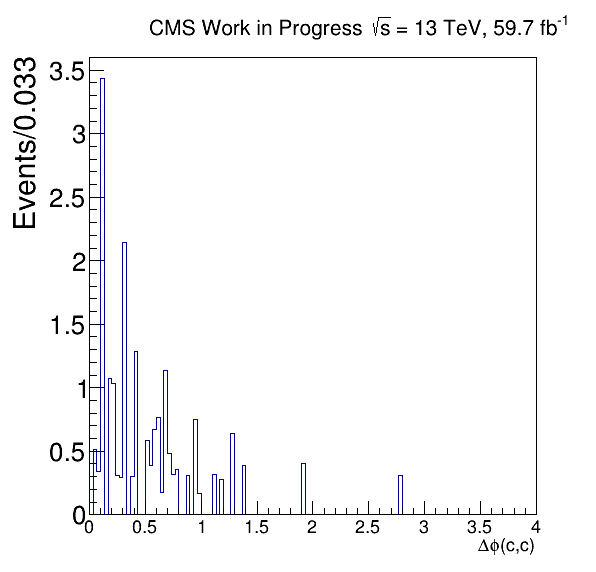 CMS Work in Progress √s = 13 TeV, 59.7 fb⁻¹
Events/0.033
3.5
3
2.5
2
1.5
1
0.5
0
0 0.5 1 1.5 2 2.5 3 3.5 4
Δϕ(c,c)